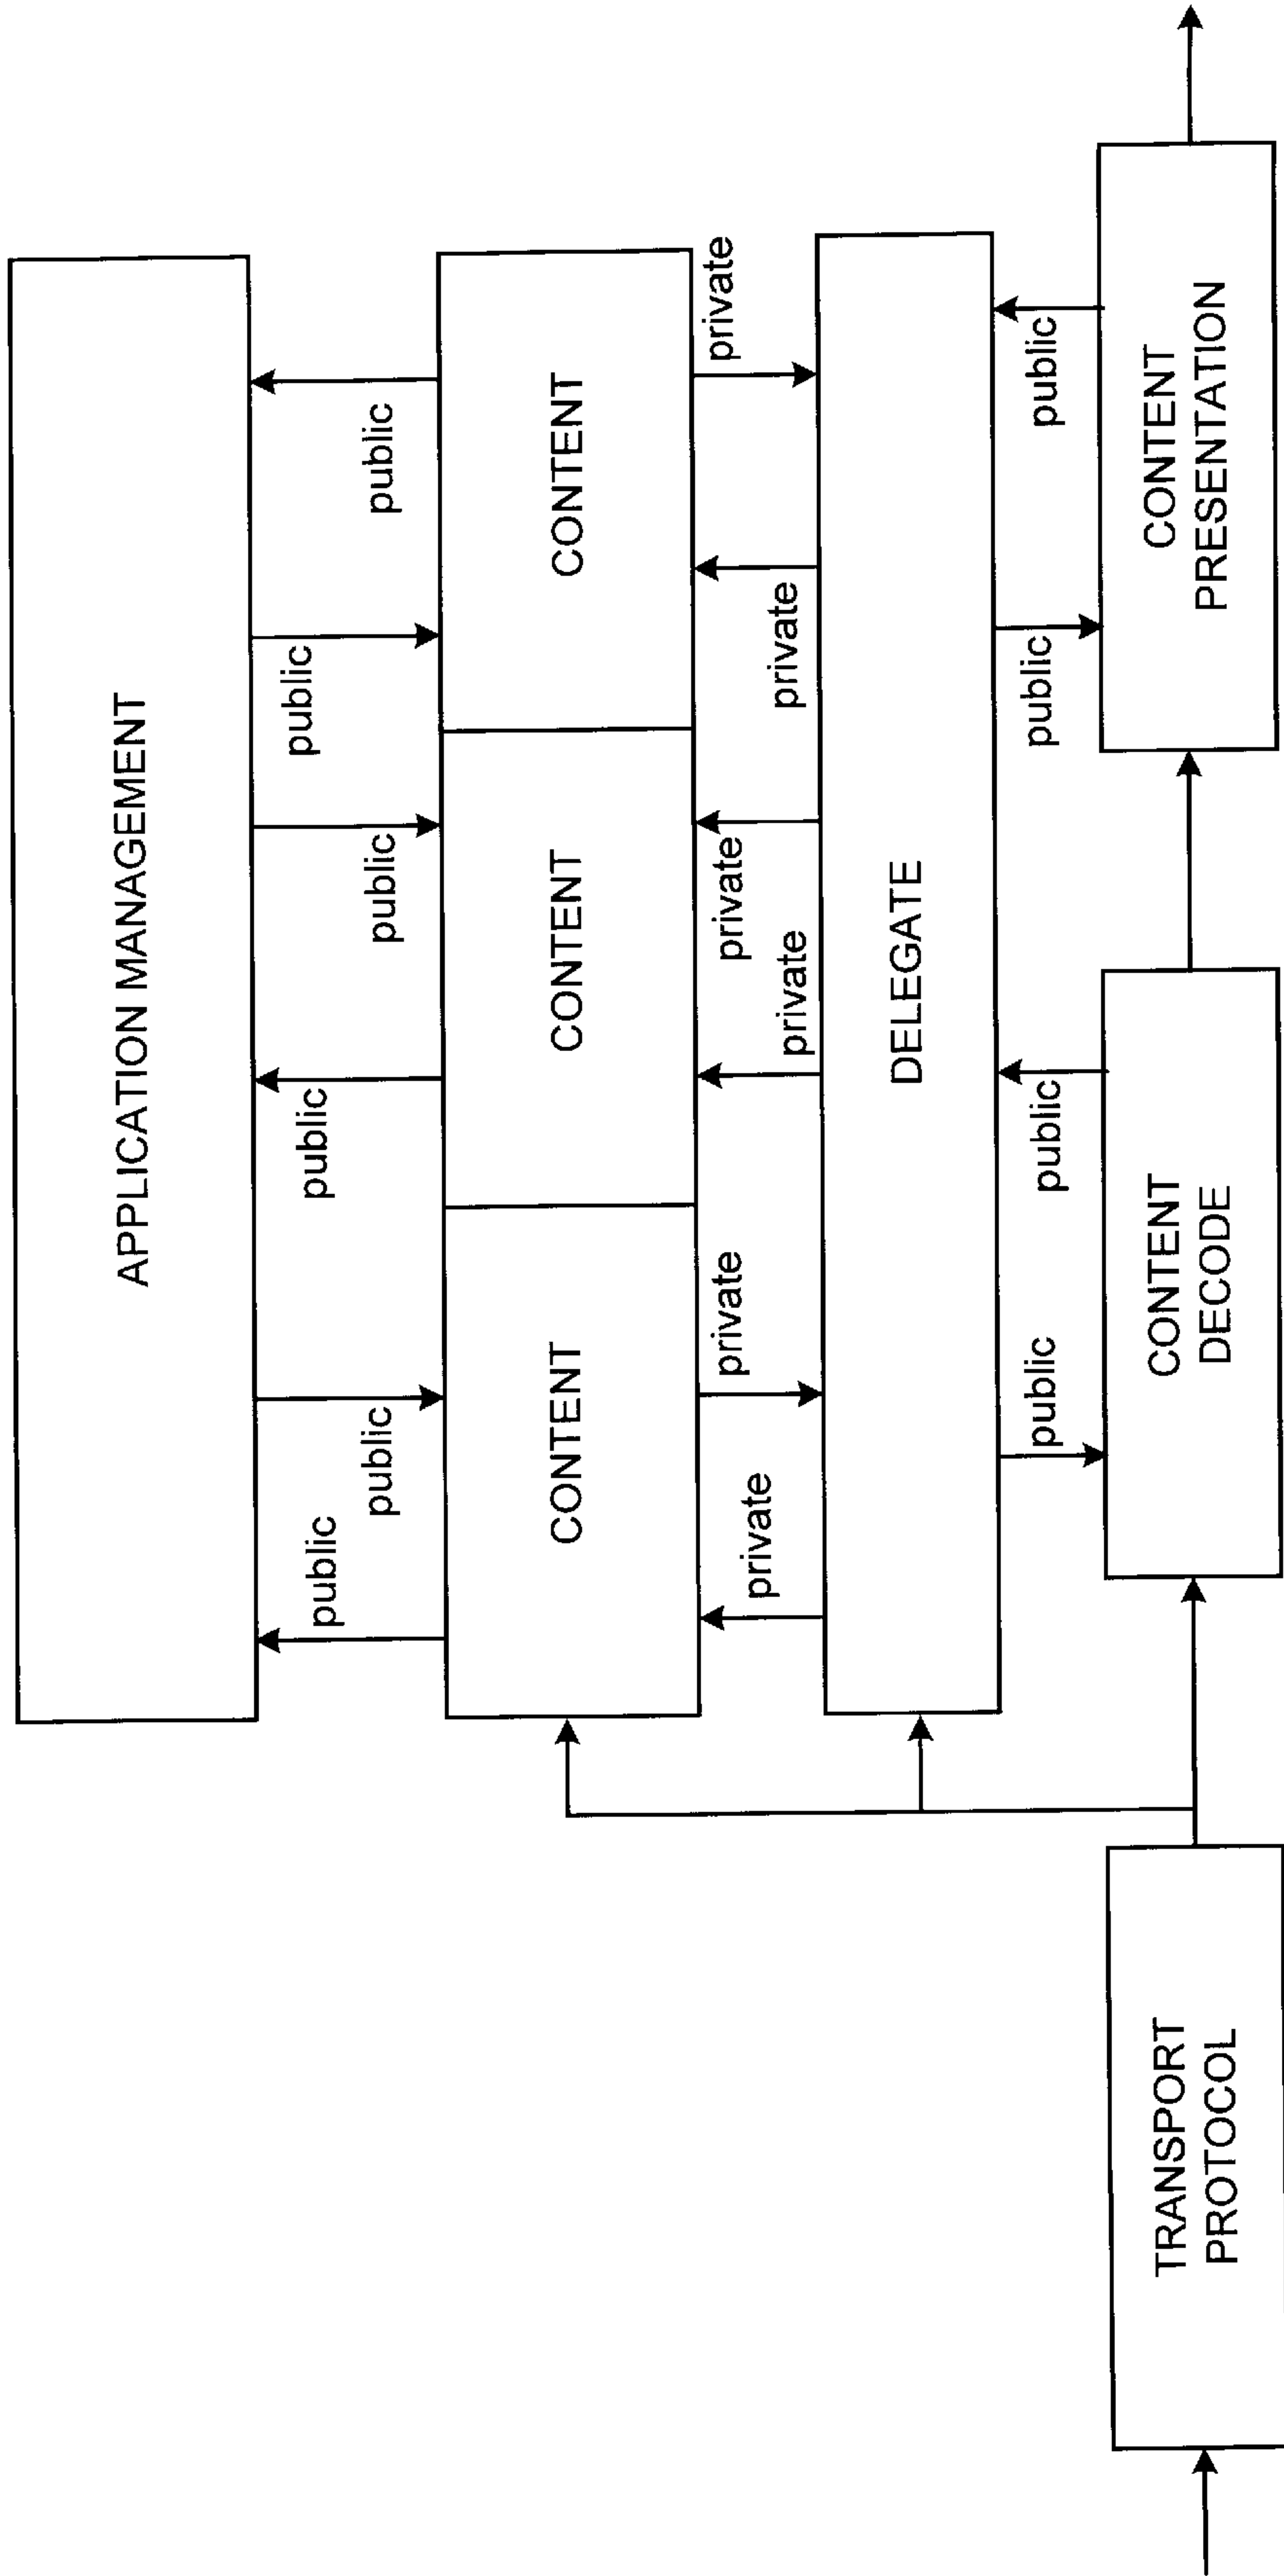 APPLICATION MANAGEMENT
public
public
public
public
public
public
CONTENT
CONTENT
CONTENT
private
private
private
private
private
private
DELEGATE
public
public
public
public
TRANSPORT
PROTOCOL
CONTENT
DECODE
CONTENT
PRESENTATION